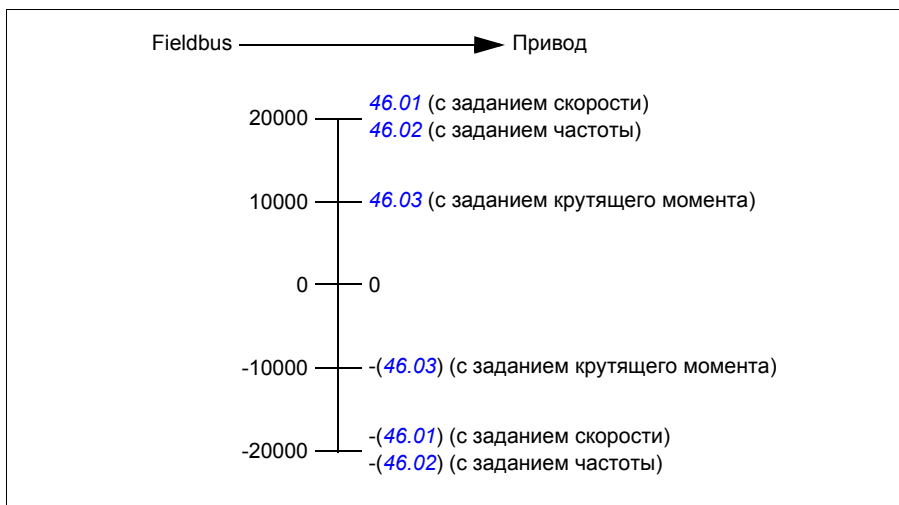 Fieldbus Привод
46.01 (с заданием скорости)
20000 46.02 (с заданием частоты)
10000 46.03 (с заданием крутящего момента)
0 0
-10000 -(46.03) (с заданием крутящего момента)
-(46.01) (с заданием скорости)
-20000 -(46.02) (с заданием частоты)